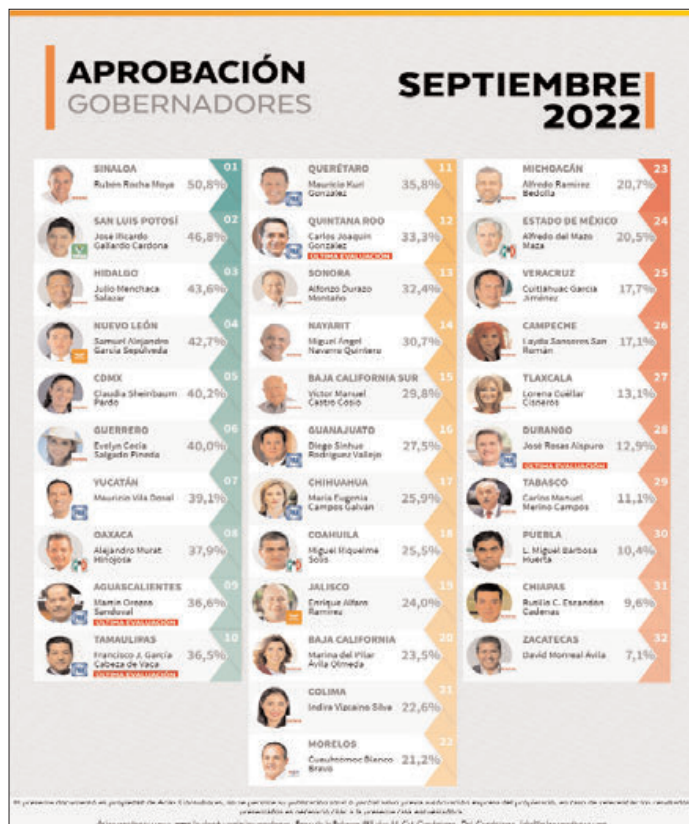 APROBACIÓN
GOBERNADORES
SEPTIEMBRE
2022
SINALOA 01
Rubén Rocha Moya 50,8%
SAN LUIS POTOSÍ 02
José Ricardo
Gallardo Cardona 46,8%
HIDALGO 03
Julio Menchaca
Salazar 43,6%
NUEVO LEÓN 04
Samuel Alejandro
García Sepúlveda 42,7%
CDMX 05
Claudia Sheinbaum
Pardo 40,2%
GUERRERO 06
Evelyn Cecia
Salgado Pineda 40,0%
YUCATÁN 07
Mauricio Vila Dosal 39,1%
OAXACA 08
Alejandro Murat
Hinojosa 37,9%
AGUASCALIENTES 09
Martín Orozco
Sandoval 36,6%
ÚLTIMA EVALUACIÓN
TAMAULIPAS 10
Francisco J. García
Cabeza de Vaca 36,5%
ÚLTIMA EVALUACIÓN
QUERÉTARO 11
Mauricio Kuri
González 35,8%
QUINTANA ROO 12
Carlos Joaquín
González 33,3%
ÚLTIMA EVALUACIÓN
SONORA 13
Alfonzo Durazo
Montaño 32,4%
NAYARIT 14
Miguel Ángel
Navarro Quintero 30,7%
BAJA CALIFORNIA SUR 15
Víctor Manuel
Castro Cosío 29,8%
GUANAJUATO 16
Diego Sinhue
Rodríguez Vallejo 27,5%
CHIHUAHUA 17
María Eugenia
Campos Galván 25,9%
COAHUILA 18
Miguel Riquelme
Solís 25,5%
JALISCO 19
Enrique Alfaro
Ramírez 24,0%
BAJA CALIFORNIA 20
Marina del Pilar
Ávila Olmeda 23,5%
COLIMA 21
Indira Vizcaíno Silva 22,6%
MORELOS 22
Cuauhtémoc Blanco
Bravo 21,2%
MICHOACÁN 23
Alfredo Ramírez
Bedolla 20,7%
ESTADO DE MÉXICO 24
Alfredo del Mazo
Maza 20,5%
VERACRUZ 25
Cuitláhuac García
Jiménez 17,7%
CAMPECHE 26
Layda Sansores San
Román 17,1%
TLAXCALA 27
Lorena Cuéllar
Cisneros 13,1%
DURANGO 28
José Rosas Aispuro 12,9%
ÚLTIMA EVALUACIÓN
TABASCO 29
Carlos Manuel
Merino Campos 11,1%
PUEBLA 30
L. Miguel Barbosa
Huerta 10,4%
CHIAPAS 31
Rutilio C. Escandón
Cadenas 9,6%
ZACATECAS 32
David Monreal Ávila 7,1%